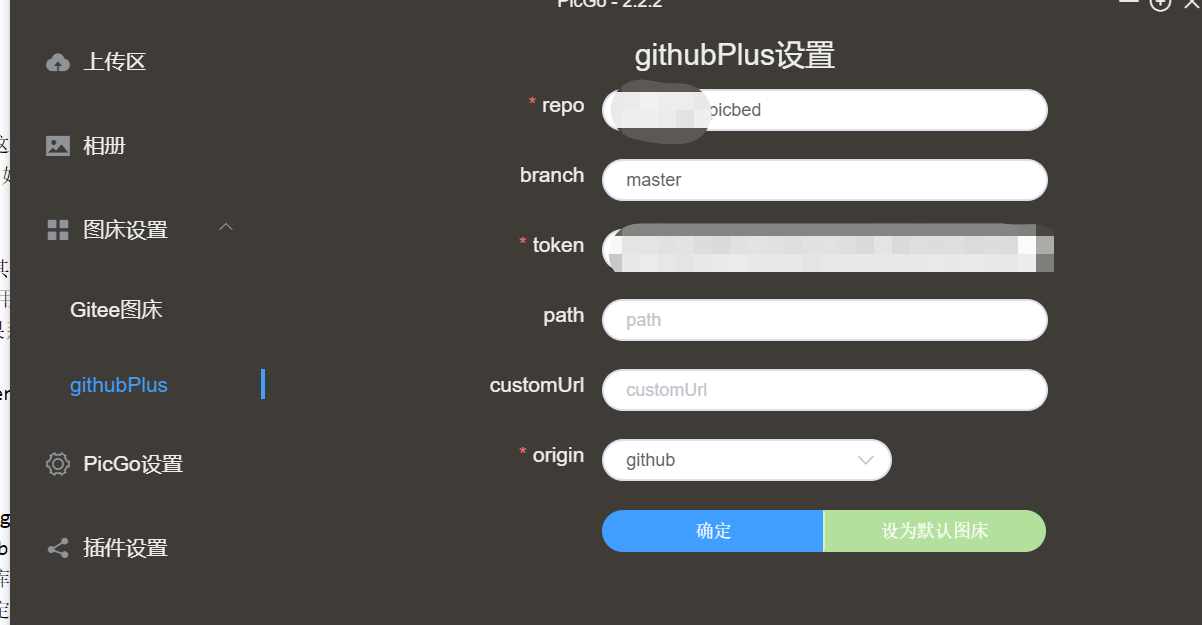 PicGo - 2.2.2
上传区
相册
图床设置
Gitee图床
githubPlus
PicGo设置
插件设置
githubPlus设置
* repo
picbed
branch
master
* token
path
path
customUrl
customUrl
* origin
github
确定
设为默认图床